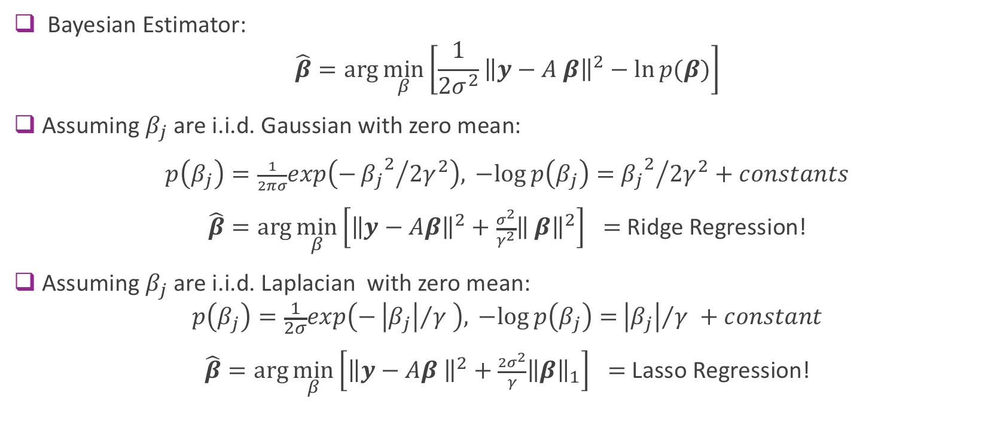 ❑ Bayesian Estimator:
$\widehat{\boldsymbol{\beta}} = \arg\min_{\beta} \left[ \frac{1}{2\sigma^2} \|\boldsymbol{y} - A\,\boldsymbol{\beta}\|^2 - \ln p(\boldsymbol{\beta}) \right]$
❑ Assuming $\beta_j$ are i.i.d. Gaussian with zero mean:
$p(\beta_j) = \frac{1}{2\pi\sigma} exp(-\beta_j^2/2\gamma^2), \; -\log p(\beta_j) = \beta_j^2/2\gamma^2 + constants$
$\widehat{\boldsymbol{\beta}} = \arg\min_{\beta} \left[ \|\boldsymbol{y} - A\boldsymbol{\beta}\|^2 + \frac{\sigma^2}{\gamma^2} \|\boldsymbol{\beta}\|^2 \right]$ = Ridge Regression!
❑ Assuming $\beta_j$ are i.i.d. Laplacian with zero mean:
$p(\beta_j) = \frac{1}{2\sigma} exp(-|\beta_j|/\gamma), \; -\log p(\beta_j) = |\beta_j|/\gamma + constant$
$\widehat{\boldsymbol{\beta}} = \arg\min_{\beta} \left[ \|\boldsymbol{y} - A\boldsymbol{\beta}\|^2 + \frac{2\sigma^2}{\gamma} \|\boldsymbol{\beta}\|_1 \right]$ = Lasso Regression!